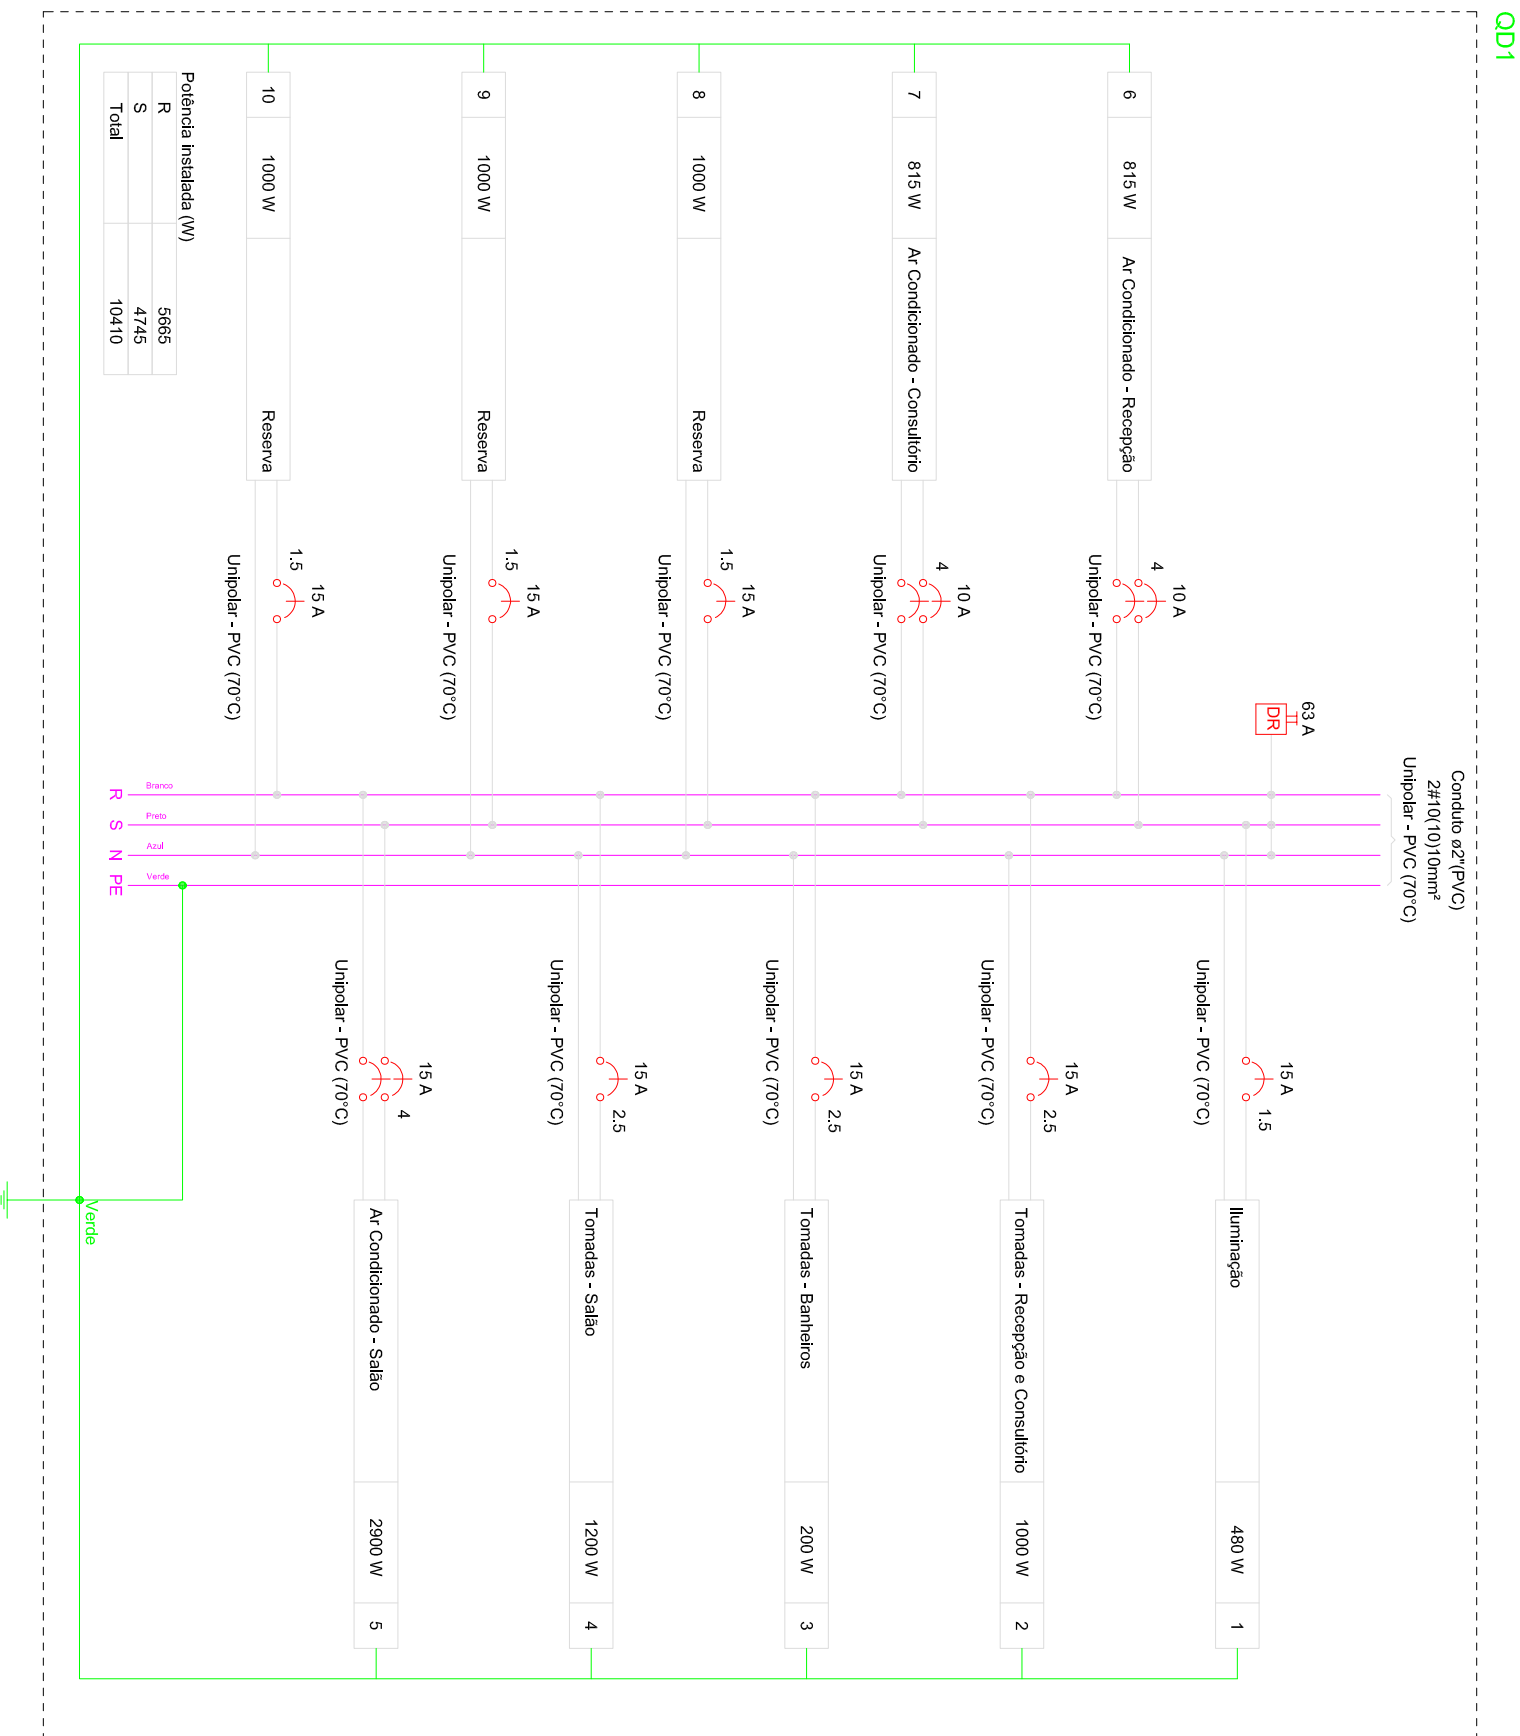 QD1
Conduto ø2"(PVC)
2#10(10)10mm²
Unipolar - PVC (70°C)
63 A
DR
15 A
1.5
Unipolar - PVC (70°C)
Iluminação
480 W
1
6
815 W
Ar Condicionado - Recepção
10 A
4
Unipolar - PVC (70°C)
15 A
2.5
Unipolar - PVC (70°C)
Tomadas - Recepção e Consultório
1000 W
2
7
815 W
Ar Condicionado - Consultório
10 A
4
Unipolar - PVC (70°C)
15 A
2.5
Unipolar - PVC (70°C)
Tomadas - Banheiros
200 W
3
8
1000 W
Reserva
15 A
1.5
Unipolar - PVC (70°C)
15 A
2.5
Unipolar - PVC (70°C)
Tomadas - Salão
1200 W
4
9
1000 W
Reserva
15 A
1.5
Unipolar - PVC (70°C)
15 A
4
Unipolar - PVC (70°C)
Ar Condicionado - Salão
2900 W
5
10
1000 W
Reserva
15 A
1.5
Unipolar - PVC (70°C)
Branco
R
Preto
S
Azul
N
Verde
PE
Potência instalada (W)
R 5665
S 4745
Total 10410
Verde